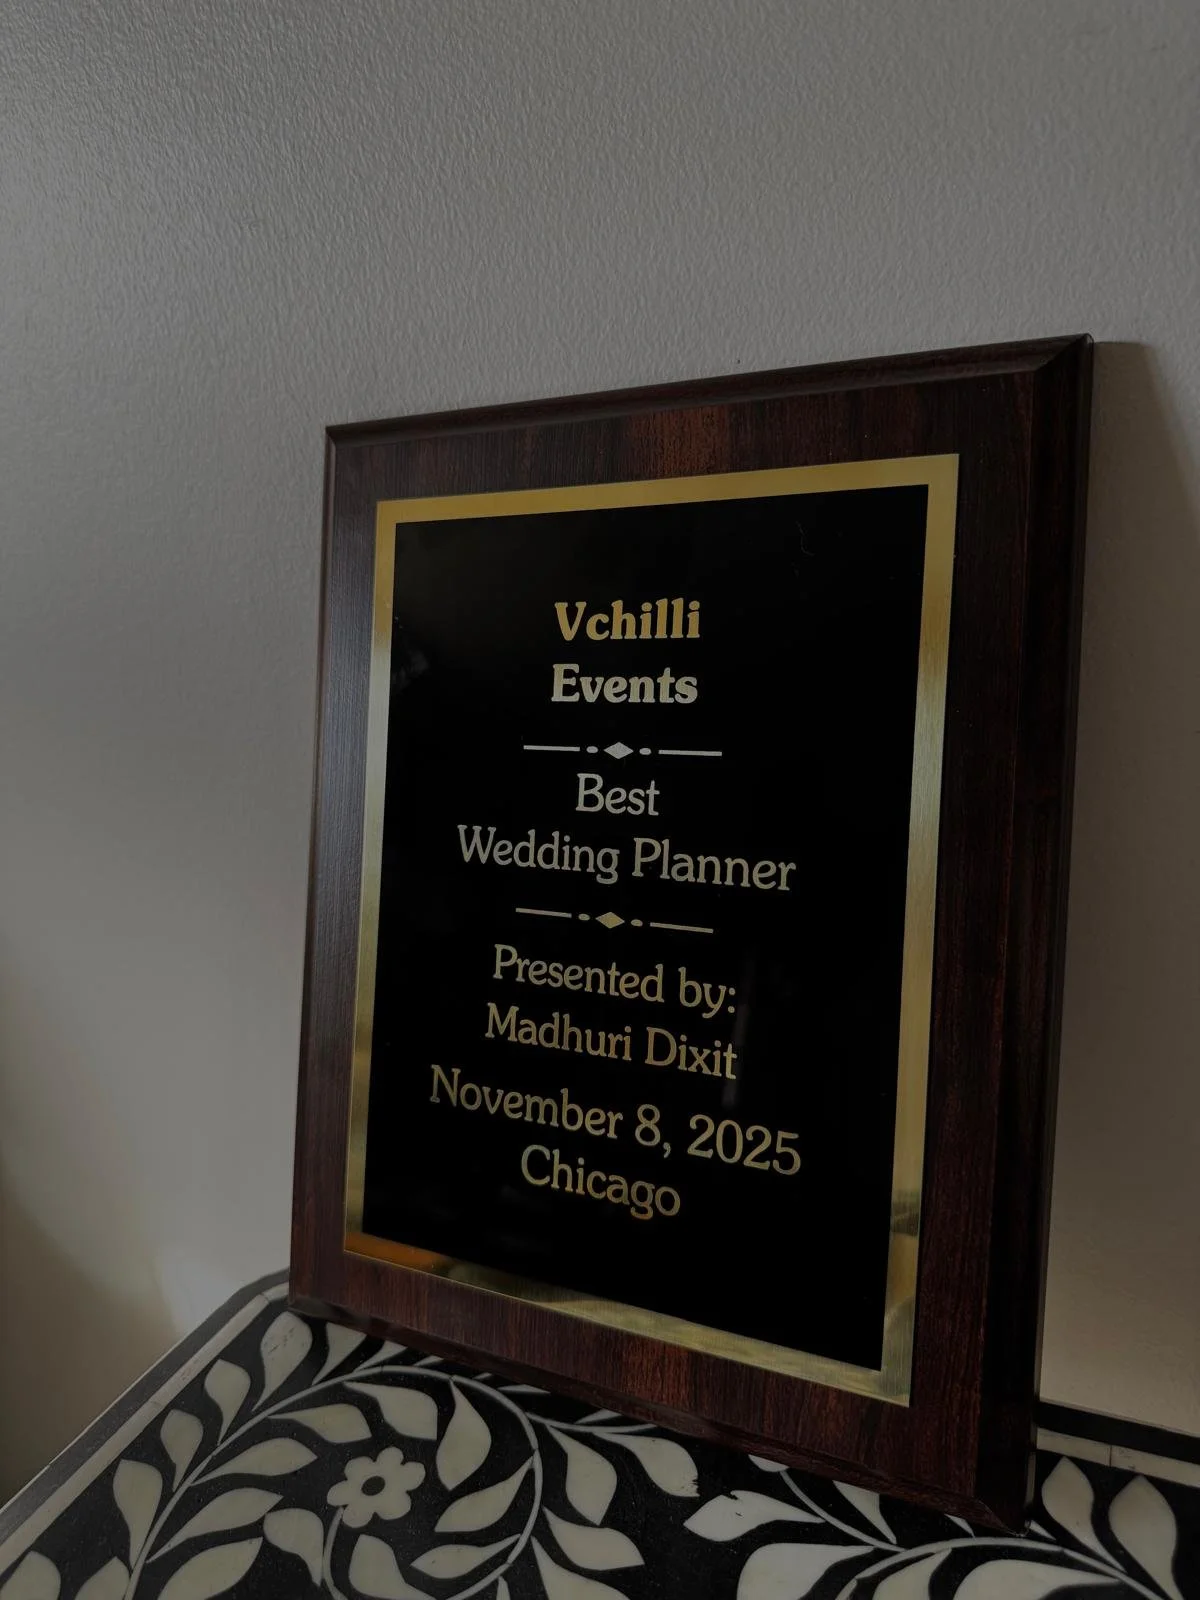 Vchilli
Events
Best
Wedding Planner
Presented by:
Madhuri Dixit
November 8, 2025
Chicago